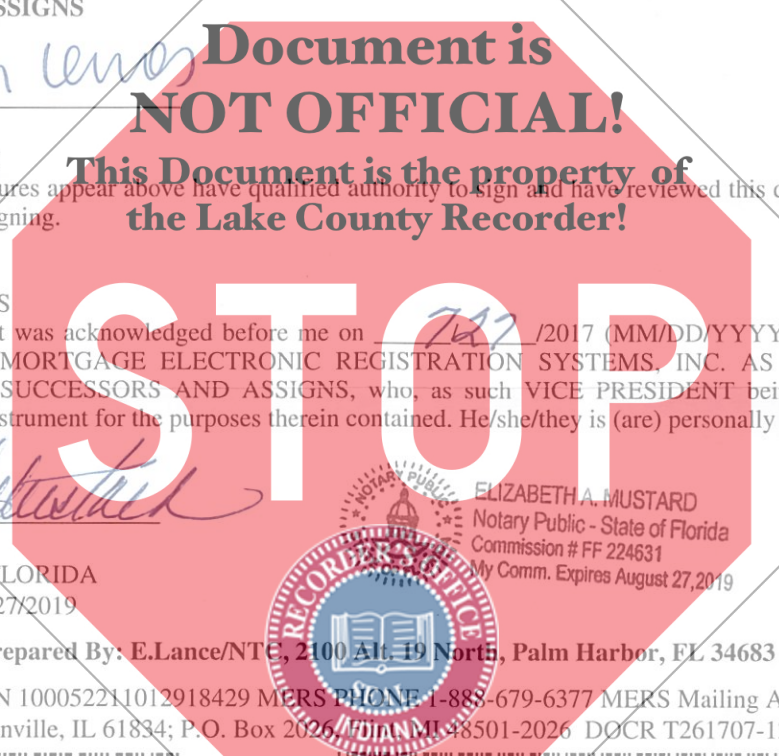 SSIGNS
Document is
NOT OFFICIAL!
This Document is the property of
ures appear above have qualified authority to sign and have reviewed this
the Lake County Recorder!
gning.
STOP
S
t was acknowledged before me on 7/27 /2017 (MM/DD/YYYY
MORTGAGE ELECTRONIC REGISTRATION SYSTEMS, INC. AS
SUCCESSORS AND ASSIGNS, who, as such VICE PRESIDENT bei
strument for the purposes therein contained. He/she/they is (are) personally
NOTARY PUBLIC
ELIZABETH A. MUSTARD
Notary Public - State of Florida
Commission # FF 224631
My Comm. Expires August 27, 2019
RECORDER'S OFFICE
SEAL
INDIANA
LORIDA
27/2019
repared By: E.Lance/NTC, 2100 Alt. 19 North, Palm Harbor, FL 34683
N 100052211012918429 MERS PHONE 1-888-679-6377 MERS Mailing A
nville, IL 61834; P.O. Box 2026, Flint, MI 48501-2026 DOCR T261707-1